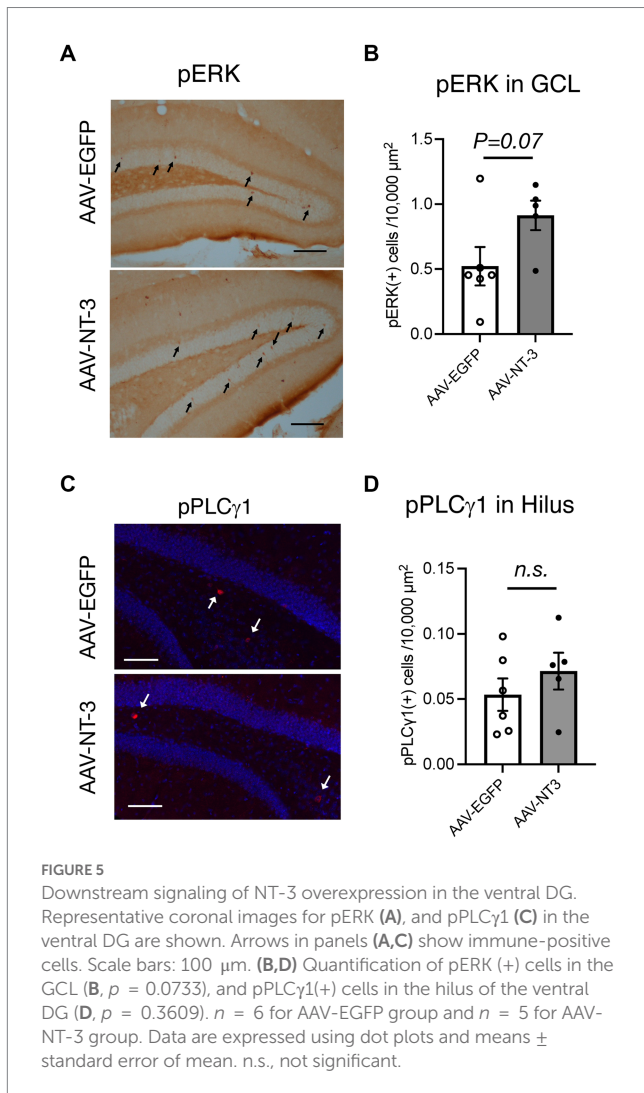 A
pERK
AAV-EGFP
AAV-NT-3
B
pERK in GCL
P=0.07
pERK(+) cells /10,000 µm²
1.5
1.0
0.5
0.0
AAV-EGFP
AAV-NT-3
C
pPLCγ1
AAV-EGFP
AAV-NT-3
D
pPLCγ1 in Hilus
n.s.
pPLCγ1(+) cells /10,000 µm²
0.15
0.10
0.05
0.00
AAV-EGFP
AAV-NT3
FIGURE 5
Downstream signaling of NT-3 overexpression in the ventral DG.
Representative coronal images for pERK (A), and pPLCγ1 (C) in the
ventral DG are shown. Arrows in panels (A,C) show immune-positive
cells. Scale bars: 100 μm. (B,D) Quantification of pERK (+) cells in the
GCL (B, p = 0.0733), and pPLCγ1(+) cells in the hilus of the ventral
DG (D, p = 0.3609). n = 6 for AAV-EGFP group and n = 5 for AAV-
NT-3 group. Data are expressed using dot plots and means ±
standard error of mean. n.s., not significant.